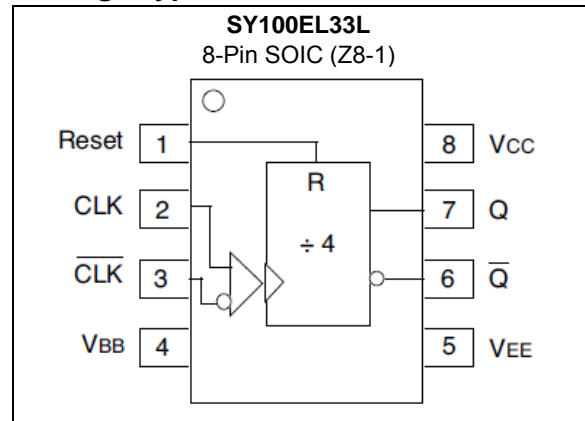 SY100EL33L
8-Pin SOIC (Z8-1)
Reset 1 8 VCC
R
CLK 2 7 Q
÷ 4
C̅L̅K̅ 3 6 Q̅
VBB 4 5 VEE